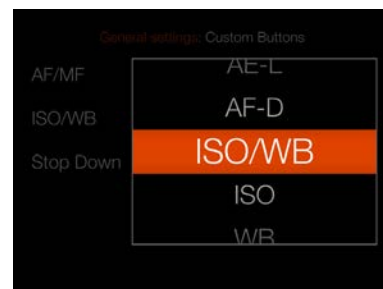 General settings: Custom Buttons
AF/MF
ISO/WB
Stop Down
AE-L
AF-D
ISO/WB
ISO
WB